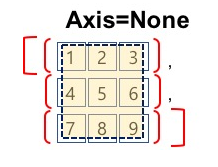 Axis=None
[ ( 1 2 3 ) ,
( 4 5 6 ) ,
( 7 8 9 ) ]